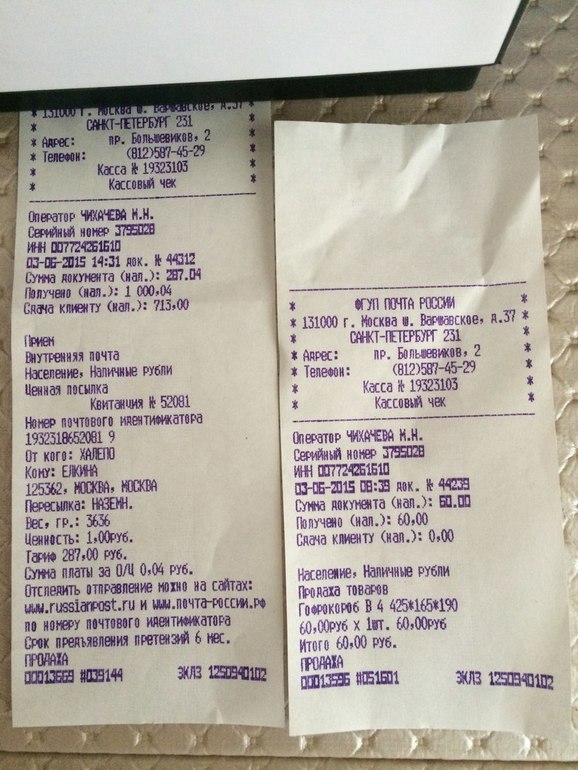 * 131000 г. Москва ш. Варшавское, д.37 *
* САНКТ-ПЕТЕРБУРГ 231 *
* Адрес: пр. Большевиков, 2 *
* Телефон: (812)587-45-29 *
* Касса № 19323103 *
* Кассовый чек *
Оператор ЧИХАЧЕВА М.Н.
Серийный номер 3795028
ИНН 007724261610
03-06-2015 14:31 док. № 44312
Сумма документа (нал.): 287.04
Получено (нал.): 1 000,04
Сдача клиенту (нал.): 713,00
Прием
Внутренняя почта
Население, Наличные рубли
Ценная посылка
Квитанция № 52081
Номер почтового идентификатора
1932318652081 9
От кого: ХАЛЕПО
Кому: ЕЛКИНА
125362, МОСКВА, МОСКВА
Пересылка: НАЗЕМН.
Вес, гр.: 3636
Ценность: 1,00руб.
Тариф 287,00 руб.
Сумма платы за О/Ц 0,04 руб.
Отследить отправление можно на сайтах:
www.russianpost.ru и www.почта-россии.рф
по номеру почтового идентификатора
Срок предъявления претензий 6 мес.
ПРОДАЖА
00013669 #039144 ЭКЛЗ 1250940102
* ФГУП ПОЧТА РОССИИ *
* 131000 г. Москва ш. Варшавское, д.37 *
* САНКТ-ПЕТЕРБУРГ 231 *
* Адрес: пр. Большевиков, 2 *
* Телефон: (812)587-45-29 *
* Касса № 19323103 *
* Кассовый чек *
Оператор ЧИХАЧЕВА М.Н.
Серийный номер 3795028
ИНН 007724261610
03-06-2015 08:39 док. № 44239
Сумма документа (нал.): 60.00
Получено (нал.): 60,00
Сдача клиенту (нал.): 0,00
Население, Наличные рубли
Продажа товаров
Гофрокороб В 4 425*165*190
60,00руб х 1шт. 60,00руб
Итого 60,00 руб.
ПРОДАЖА
00013596 #051601 ЭКЛЗ 1250940102